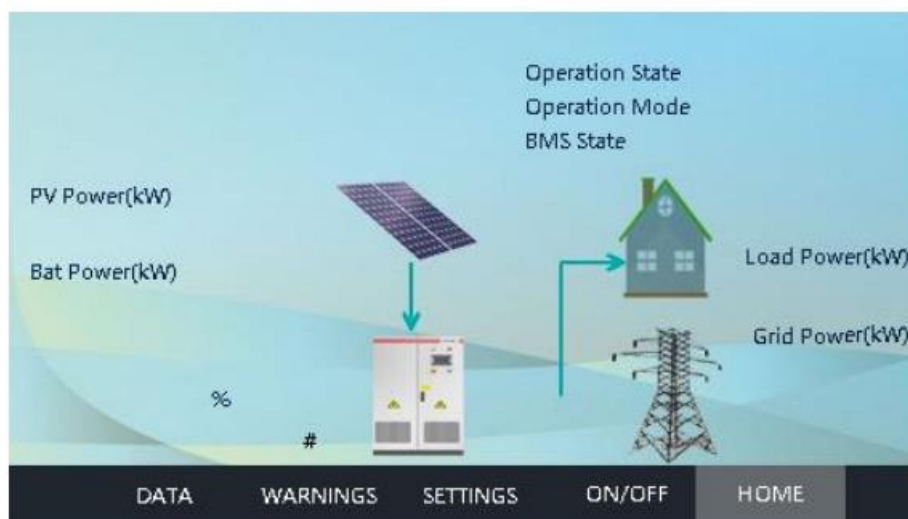 Operation State
Operation Mode
BMS State
PV Power(kW)
Bat Power(kW)
Load Power(kW)
Grid Power(kW)
%
#
DATA WARNINGS SETTINGS ON/OFF HOME